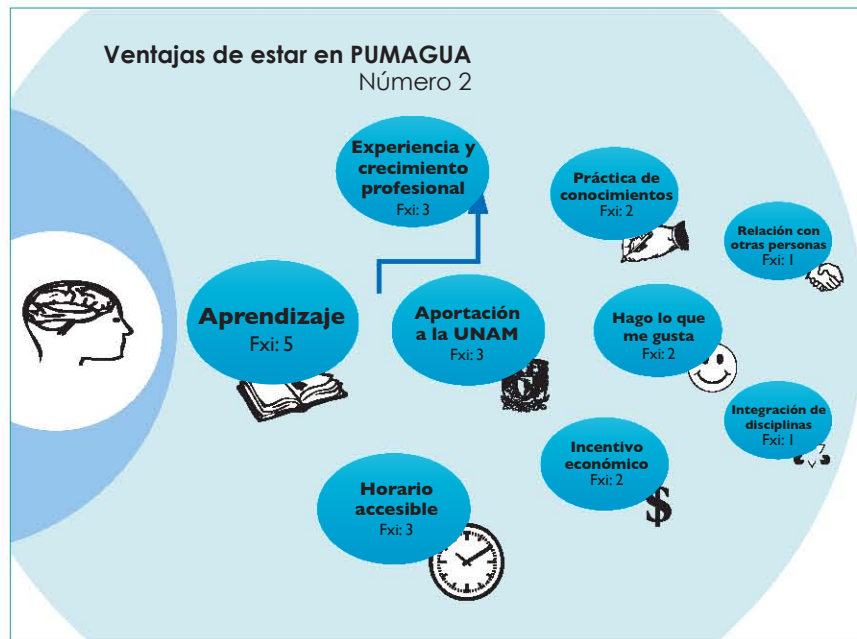 Ventajas de estar en PUMAGUA
Número 2
Experiencia y
crecimiento
profesional
Fxi: 3
Práctica de
conocimientos
Fxi: 2
Relación con
otras personas
Fxi: 1
Aprendizaje
Fxi: 5
Aportación
a la UNAM
Fxi: 3
Hago lo que
me gusta
Fxi: 2
Integración de
disciplinas
Fxi: 1
Incentivo
económico
Fxi: 2
$
Horario
accesible
Fxi: 3